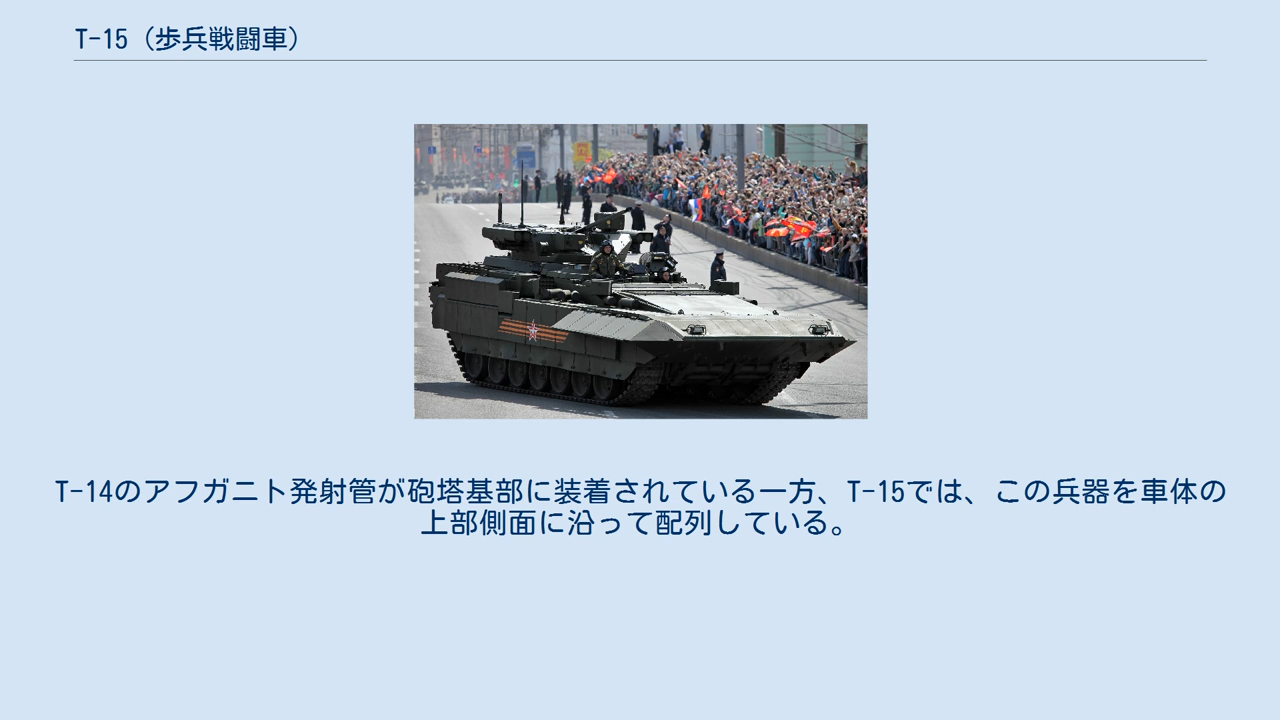 T-15（歩兵戦闘車）
T-14のアフガニト発射管が砲塔基部に装着されている一方、T-15では、この兵器を車体の
上部側面に沿って配列している。